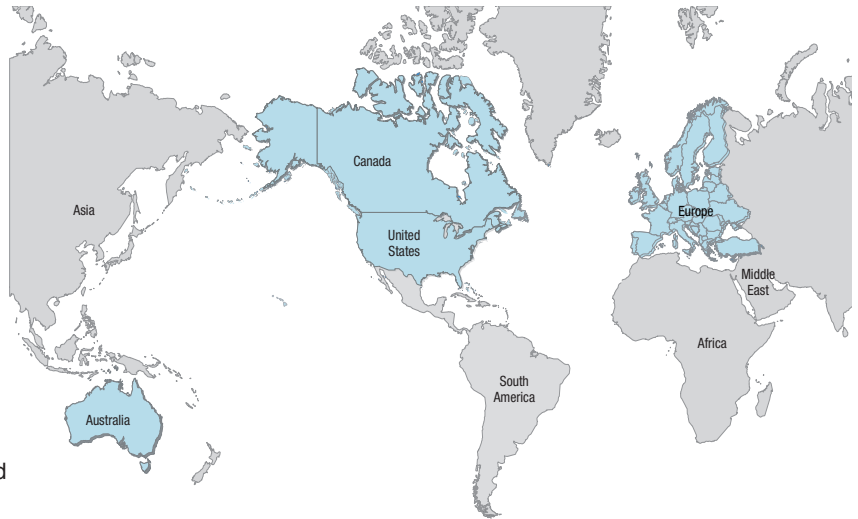 Canada
Asia
United
States
Europe
Middle
East
Africa
South
America
Australia
d